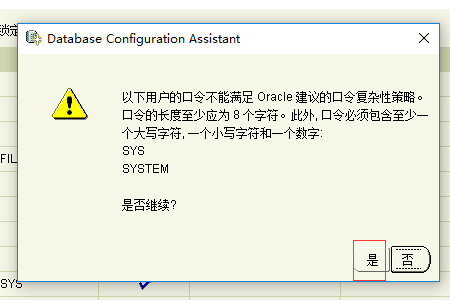 锁定
Database Configuration Assistant
以下用户的口令不能满足 Oracle 建议的口令复杂性策略。
口令的长度至少应为 8 个字符。此外, 口令必须包含至少一
个大写字符, 一个小写字符和一个数字:
SYS
FIL
SYSTEM
是否继续?
是 否
SYS